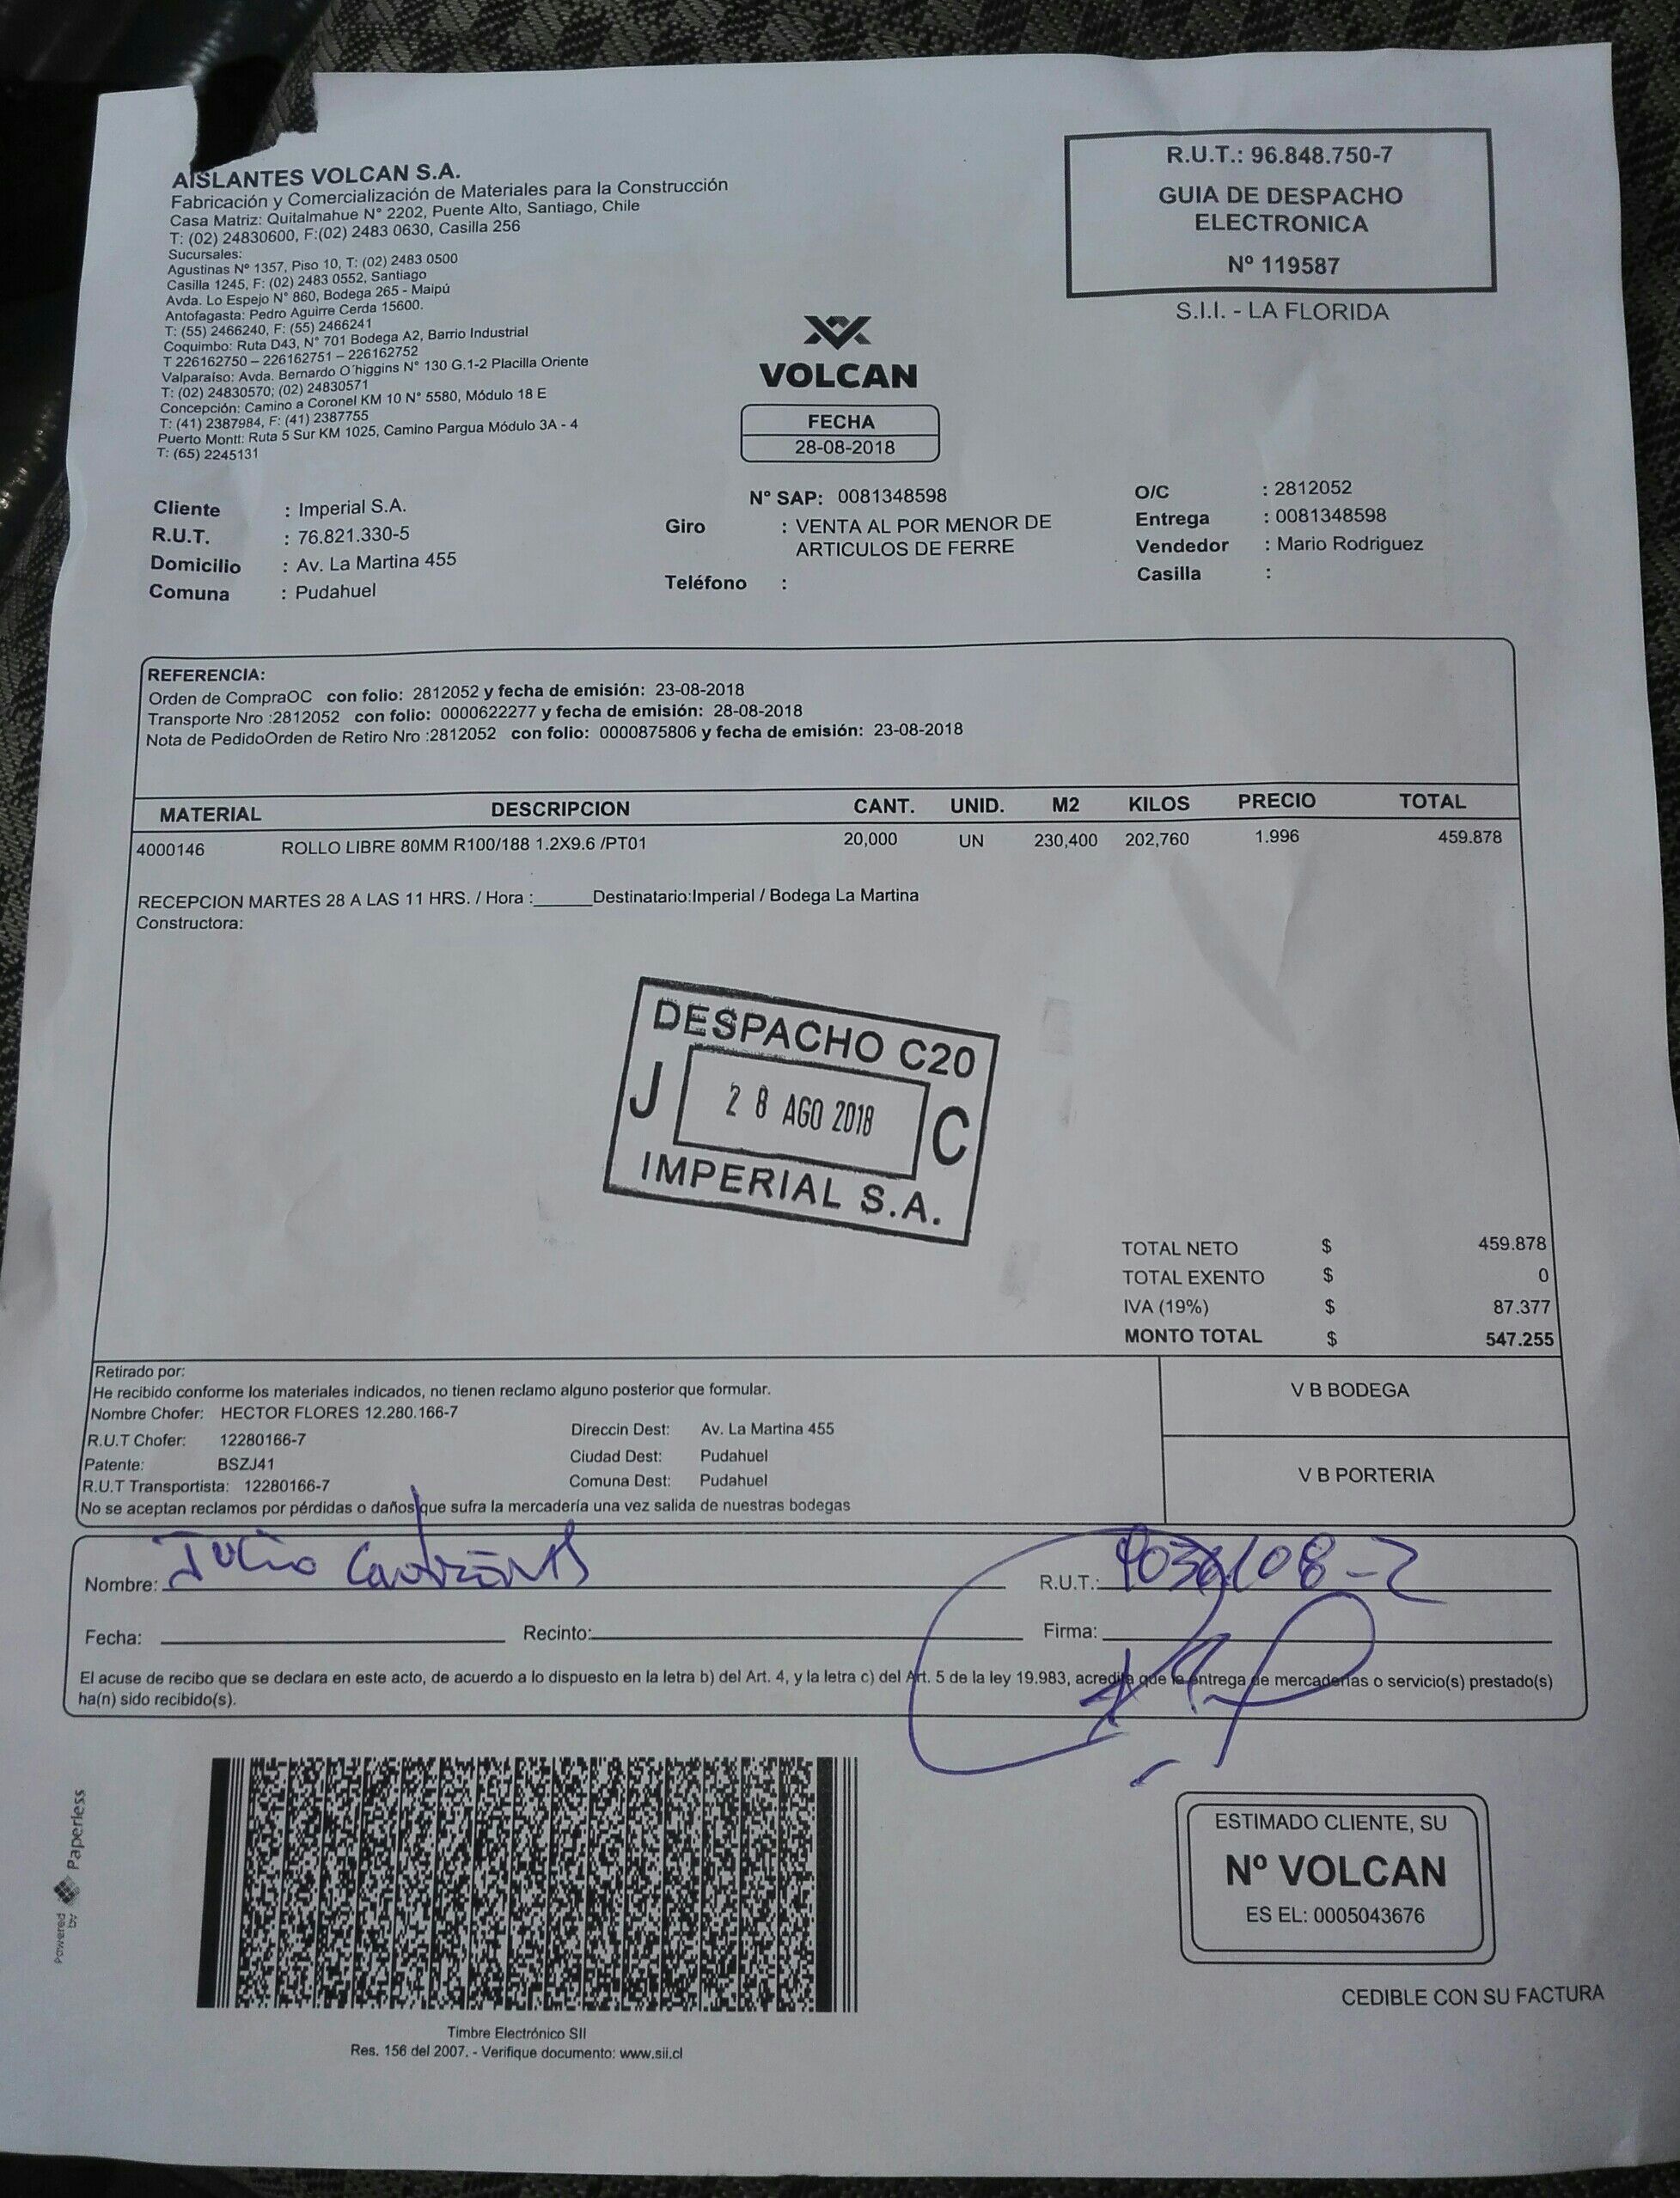 AISLANTES VOLCAN S.A.
Fabricación y Comercialización de Materiales para la Construcción
Casa Matriz: Quitalmahue N° 2202, Puente Alto, Santiago, Chile
T: (02) 24830600, F:(02) 2483 0630, Casilla 256
Sucursales:
Agustinas N° 1357, Piso 10, T: (02) 2483 0500
Casilla 1245, F: (02) 2483 0552, Santiago
Avda. Lo Espejo N° 860, Bodega 265 - Maipú
Antofagasta: Pedro Aguirre Cerda 15600.
T: (55) 2466240, F: (55) 2466241
Coquimbo: Ruta D43, N° 701 Bodega A2, Barrio Industrial
T 226162750 – 226162751 – 226162752
Valparaíso: Avda. Bernardo O´higgins N° 130 G.1-2 Placilla Oriente
T: (02) 24830570; (02) 24830571
Concepción: Camino a Coronel KM 10 N° 5580, Módulo 18 E
T: (41) 2387984, F: (41) 2387755
Puerto Montt: Ruta 5 Sur KM 1025, Camino Pargua Módulo 3A - 4
T: (65) 2245131
R.U.T.: 96.848.750-7
GUIA DE DESPACHO
ELECTRONICA
Nº 119587
S.I.I. - LA FLORIDA
VOLCAN
FECHA
28-08-2018
Cliente : Imperial S.A.
R.U.T. : 76.821.330-5
Domicilio : Av. La Martina 455
Comuna : Pudahuel
N° SAP: 0081348598
Giro : VENTA AL POR MENOR DE
ARTICULOS DE FERRE
Teléfono :
O/C : 2812052
Entrega : 0081348598
Vendedor : Mario Rodriguez
Casilla :
REFERENCIA:
Orden de CompraOC con folio: 2812052 y fecha de emisión: 23-08-2018
Transporte Nro :2812052 con folio: 0000622277 y fecha de emisión: 28-08-2018
Nota de PedidoOrden de Retiro Nro :2812052 con folio: 0000875806 y fecha de emisión: 23-08-2018
MATERIAL DESCRIPCION CANT. UNID. M2 KILOS PRECIO TOTAL
4000146 ROLLO LIBRE 80MM R100/188 1.2X9.6 /PT01 20,000 UN 230,400 202,760 1.996 459.878
RECEPCION MARTES 28 A LAS 11 HRS. / Hora :______Destinatario:Imperial / Bodega La Martina
Constructora:
DESPACHO C20
J 28 AGO 2018 C
IMPERIAL S.A.
TOTAL NETO $ 459.878
TOTAL EXENTO $ 0
IVA (19%) $ 87.377
MONTO TOTAL $ 547.255
Retirado por:
He recibido conforme los materiales indicados, no tienen reclamo alguno posterior que formular.
Nombre Chofer: HECTOR FLORES 12.280.166-7
R.U.T Chofer: 12280166-7
Patente: BSZJ41
R.U.T Transportista: 12280166-7
Direccin Dest: Av. La Martina 455
Ciudad Dest: Pudahuel
Comuna Dest: Pudahuel
No se aceptan reclamos por pérdidas o daños que sufra la mercadería una vez salida de nuestras bodegas
V B BODEGA
V B PORTERIA
Nombre: Julio
R.U.T.:
Fecha: Recinto: Firma:
El acuse de recibo que se declara en este acto, de acuerdo a lo dispuesto en la letra b) del Art. 4, y la letra c) del Art. 5 de la ley 19.983, acredita que la entrega de mercaderías o servicio(s) prestado(s)
ha(n) sido recibido(s).
Powered by Paperless
Timbre Electrónico SII
Res. 156 del 2007. - Verifique documento: www.sii.cl
ESTIMADO CLIENTE, SU
Nº VOLCAN
ES EL: 0005043676
CEDIBLE CON SU FACTURA